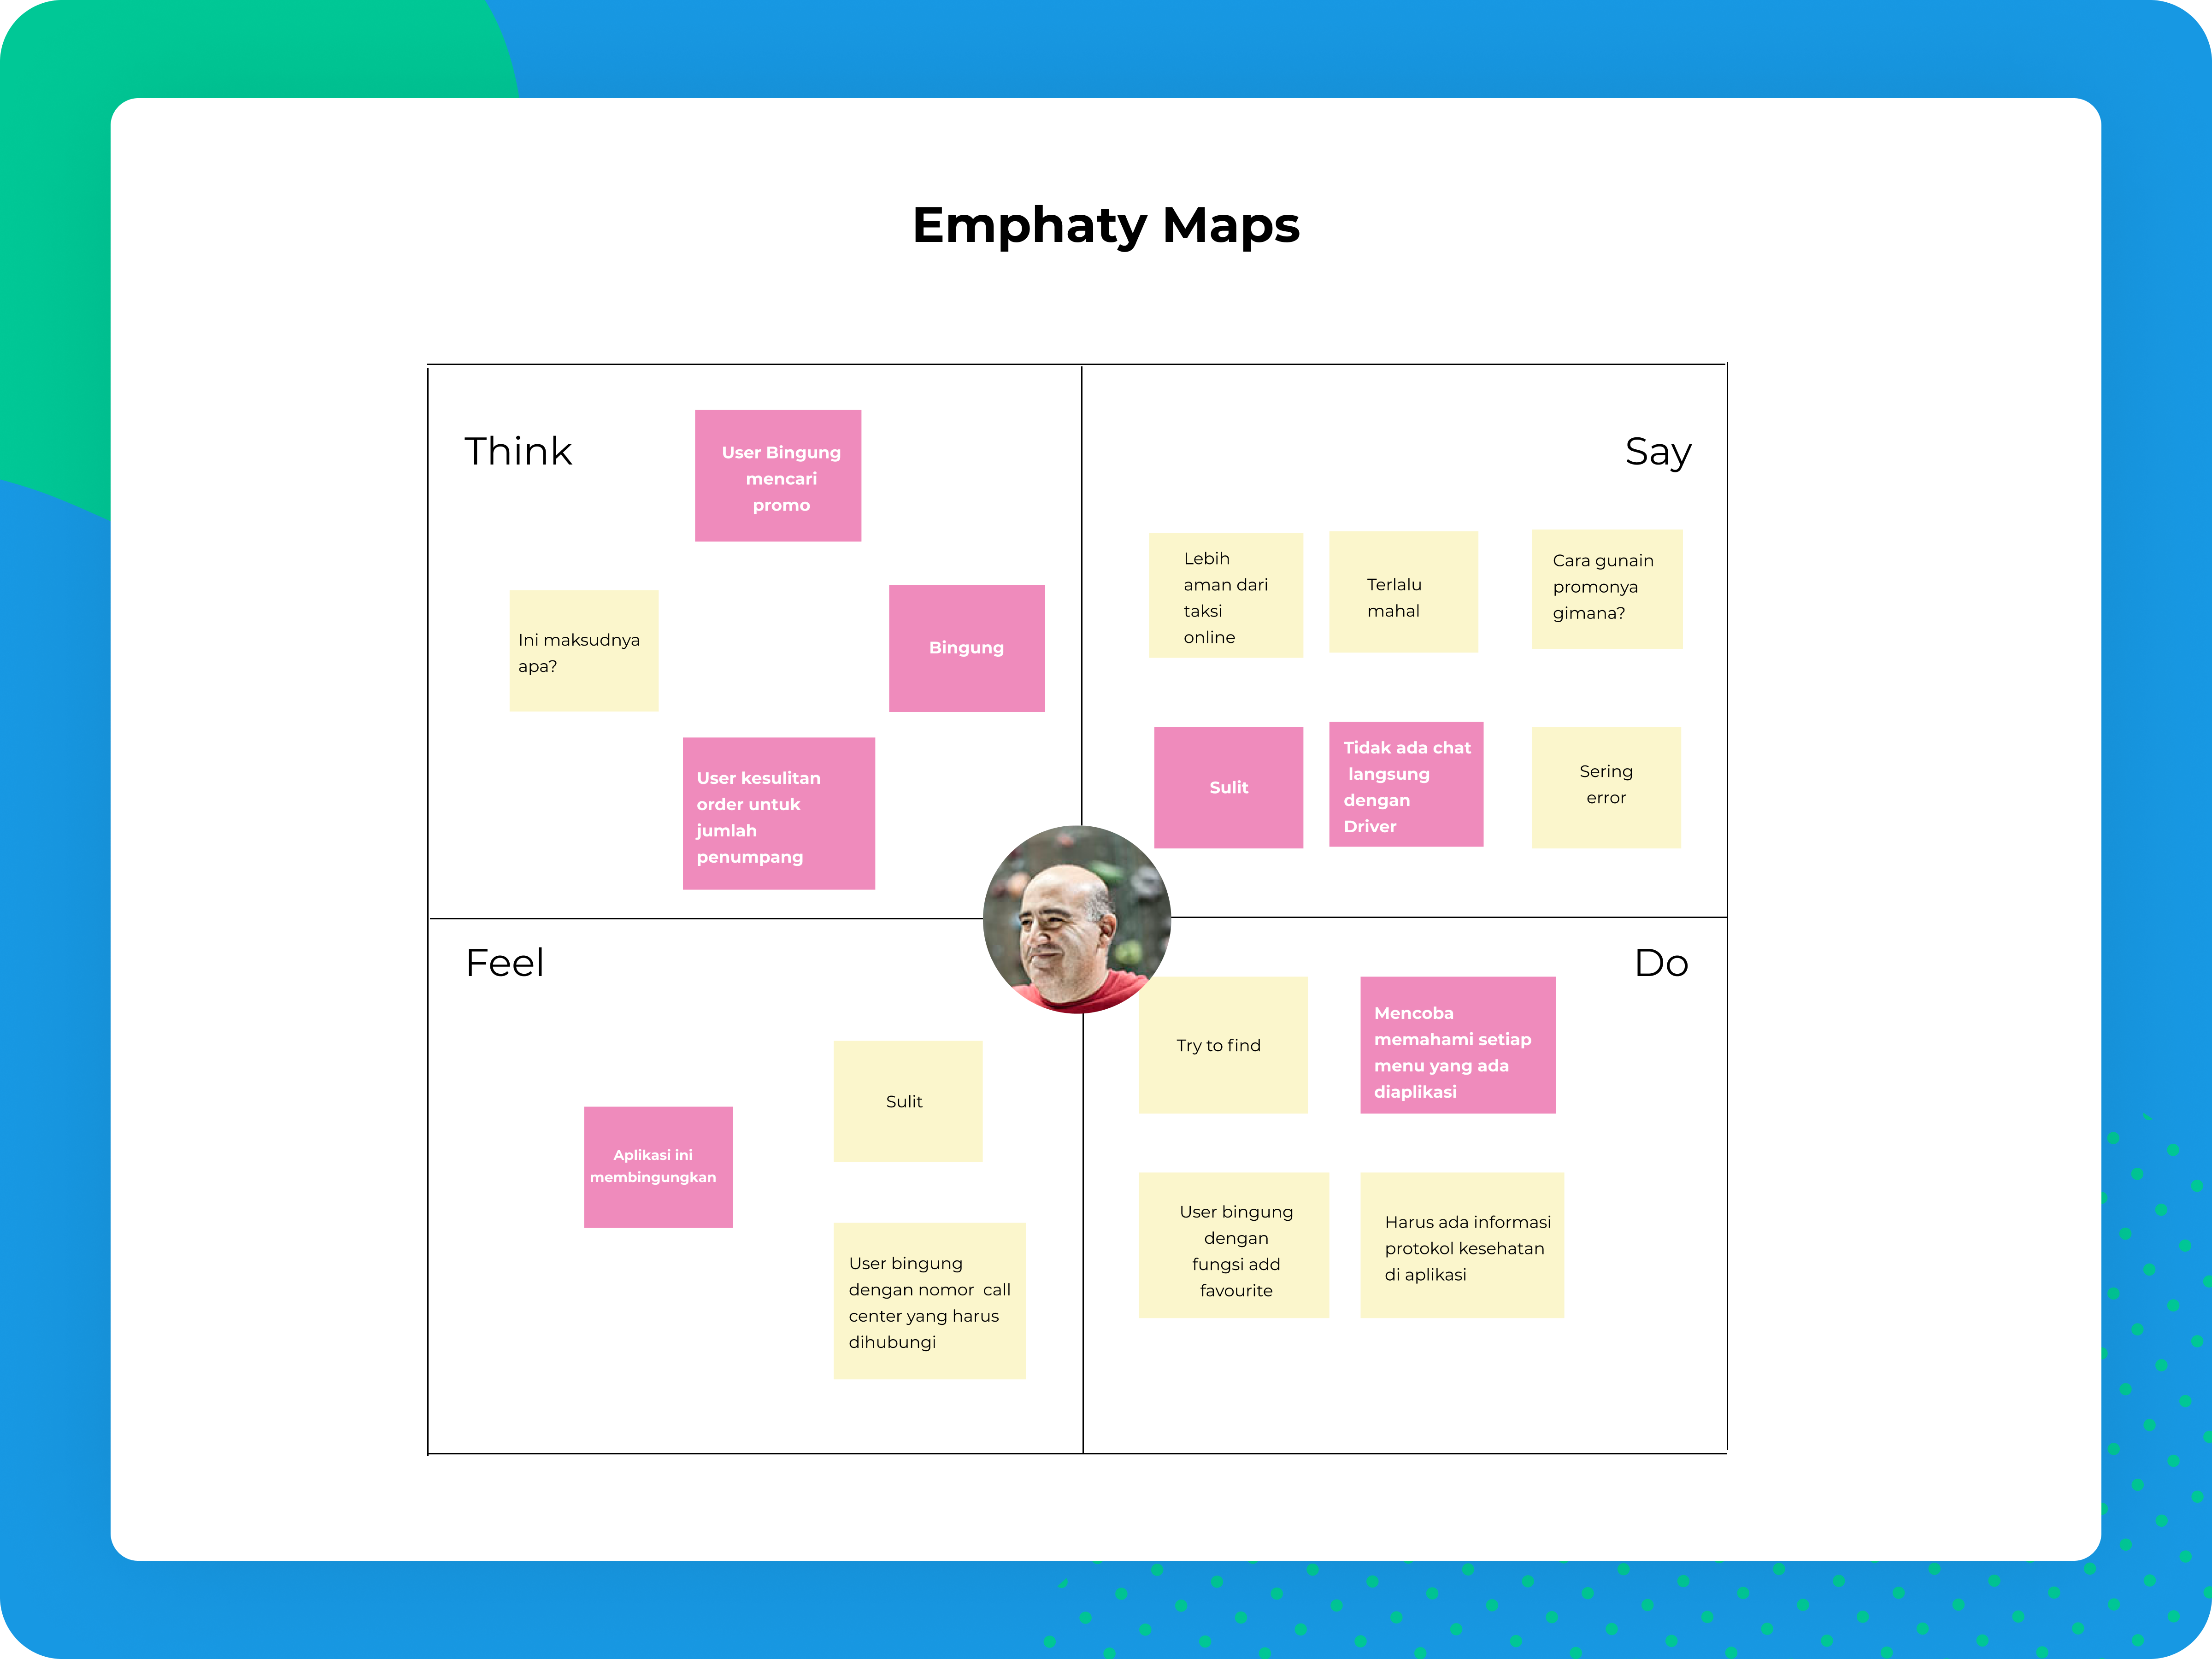 Emphaty Maps
Think
User Bingung
mencari
promo
Ini maksudnya
apa?
Bingung
User kesulitan
order untuk
jumlah
penumpang
Say
Lebih
aman dari
taksi
online
Terlalu
mahal
Cara gunain
promonya
gimana?
Sulit
Tidak ada chat
langsung
dengan
Driver
Sering
error
Feel
Sulit
Aplikasi ini
membingungkan
User bingung
dengan nomor  call
center yang harus
dihubungi
Do
Try to find
Mencoba
memahami setiap
menu yang ada
diaplikasi
User bingung
dengan
fungsi add
favourite
Harus ada informasi
protokol kesehatan
di aplikasi